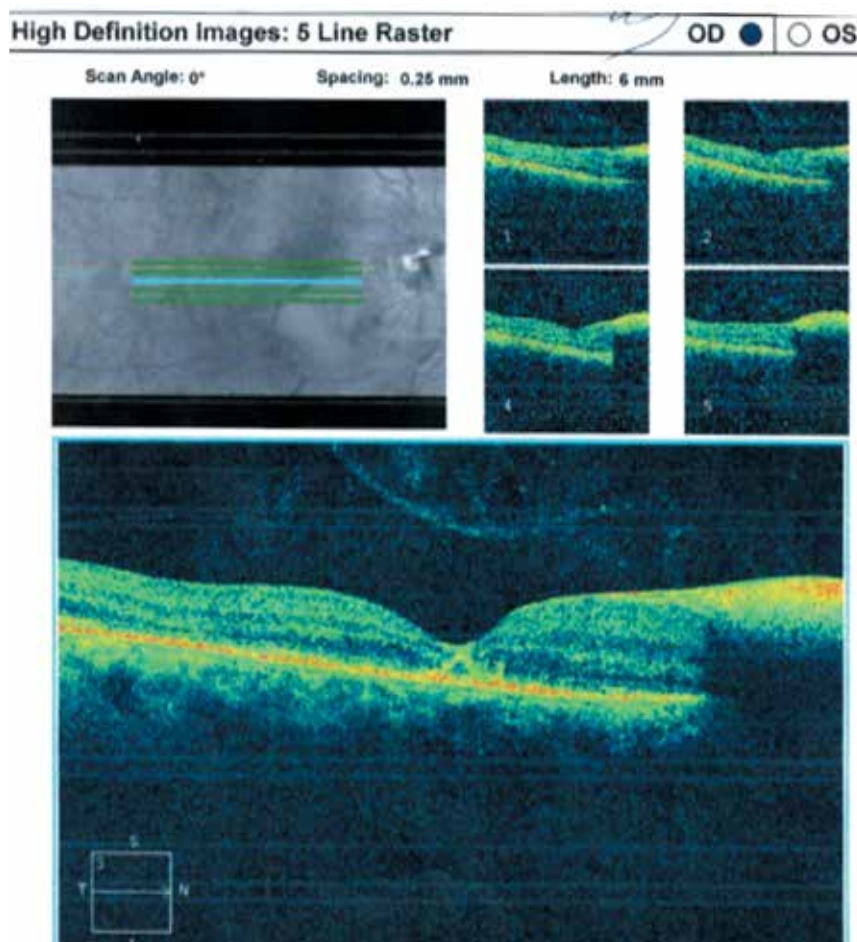 High Definition Images: 5 Line Raster OD OS
Scan Angle: 0° Spacing: 0.25 mm Length: 6 mm
1
2
4
5
S
3
T N